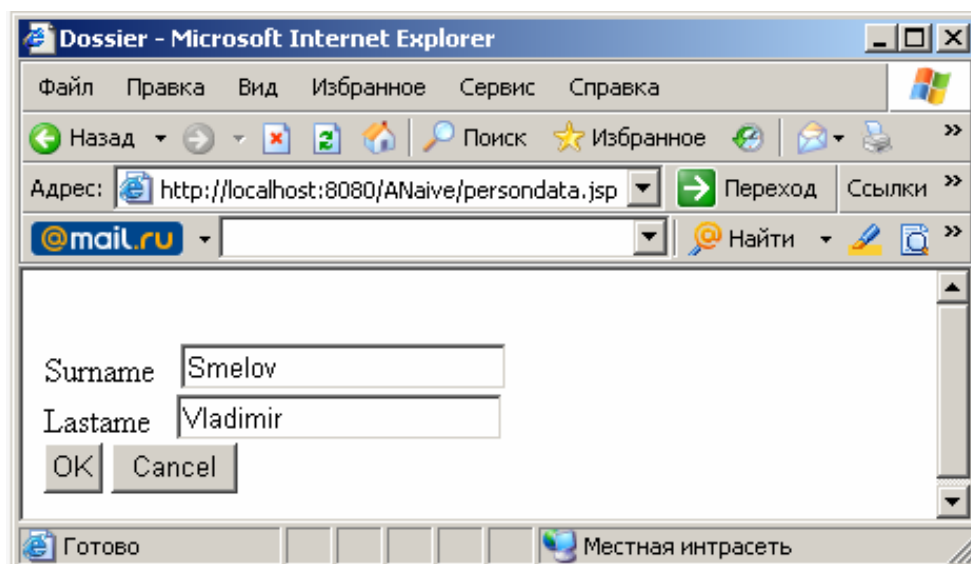 Dossier - Microsoft Internet Explorer
Файл Правка Вид Избранное Сервис Справка
Назад Поиск Избранное »
Адрес: http://localhost:8080/ANaive/persondata.jsp Переход Ссылки »
@mail.ru Найти »
Surname Smelov
Lastame Vladimir
OK Cancel
Готово Местная интрасеть